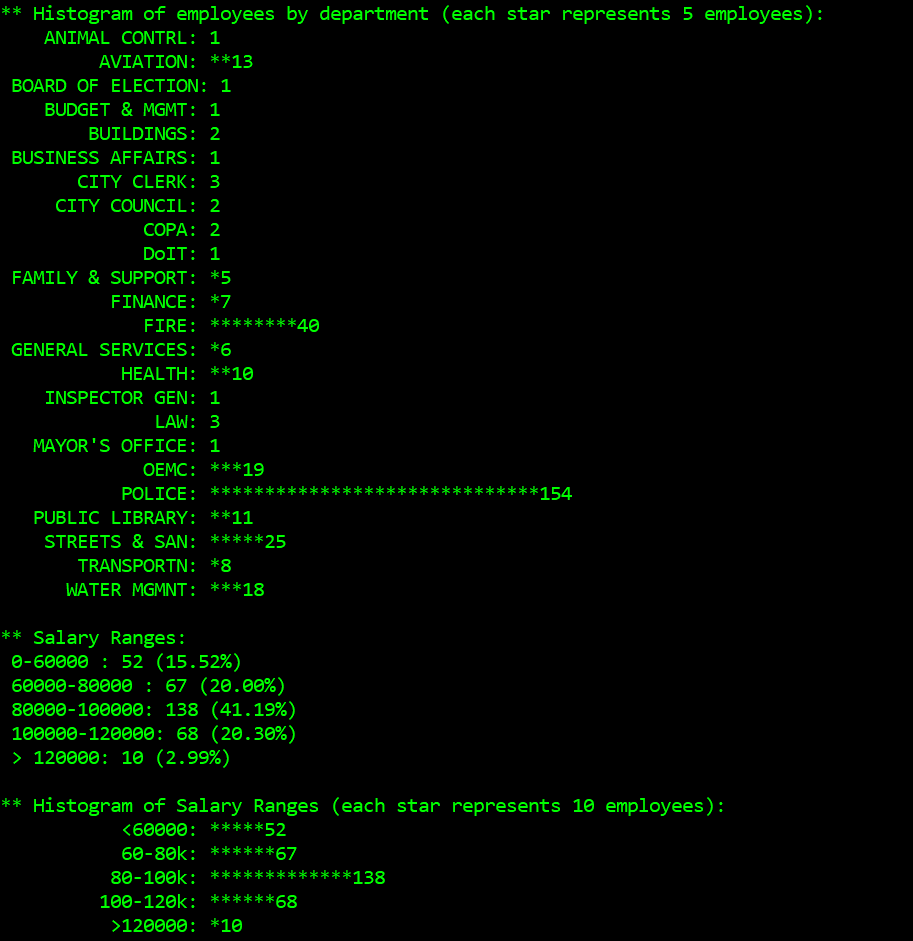 ** Histogram of employees by department (each star represents 5 employees):
ANIMAL CONTRL: 1
AVIATION: **13
BOARD OF ELECTION: 1
BUDGET & MGMT: 1
BUILDINGS: 2
BUSINESS AFFAIRS: 1
CITY CLERK: 3
CITY COUNCIL: 2
COPA: 2
DoIT: 1
FAMILY & SUPPORT: *5
FINANCE: *7
FIRE: ********40
GENERAL SERVICES: *6
HEALTH: **10
INSPECTOR GEN: 1
LAW: 3
MAYOR'S OFFICE: 1
OEMC: ***19
POLICE: ******************************154
PUBLIC LIBRARY: **11
STREETS & SAN: *****25
TRANSPORTN: *8
WATER MGMNT: ***18
** Salary Ranges:
0-60000 : 52 (15.52%)
60000-80000 : 67 (20.00%)
80000-100000: 138 (41.19%)
100000-120000: 68 (20.30%)
> 120000: 10 (2.99%)
** Histogram of Salary Ranges (each star represents 10 employees):
<60000: *****52
60-80k: ******67
80-100k: *************138
100-120k: ******68
>120000: *10